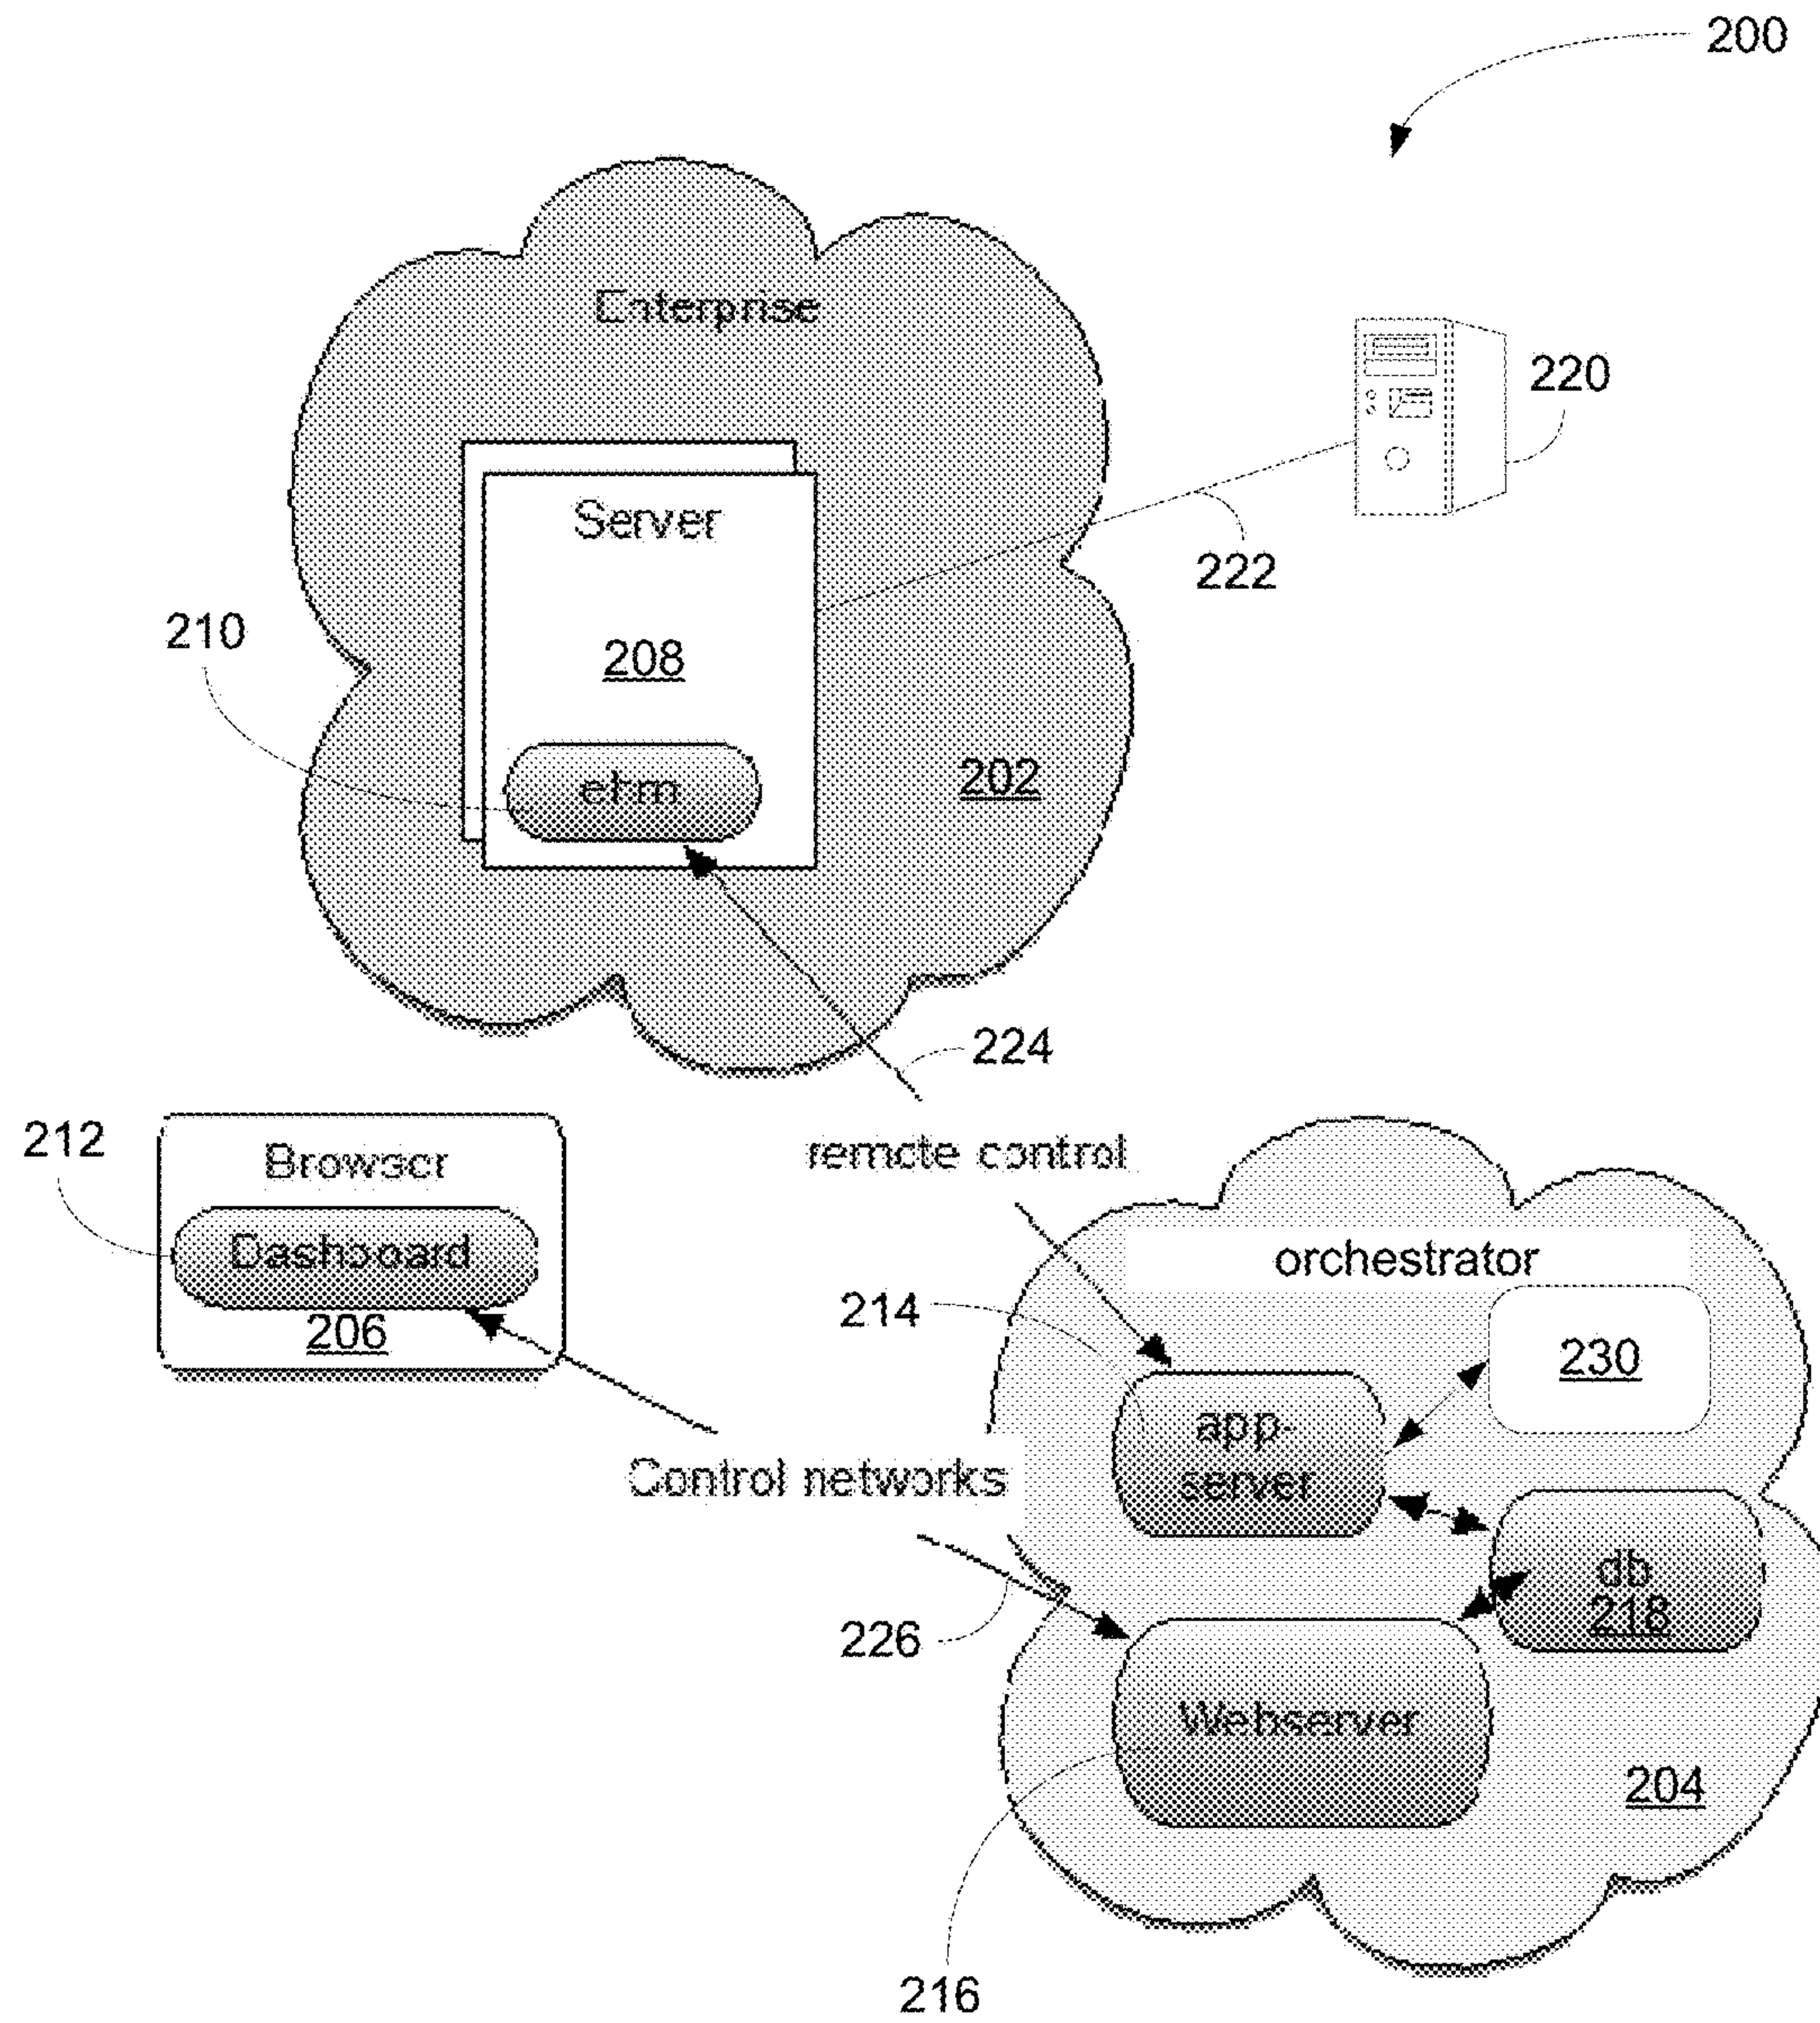 200
Enterprise
220
Server
222
210
208
202
224
212
Browser
remote control
Dashboard
206
orchestrator
214
230
app-
server
Control networks
db
218
226
Webserver
204
216